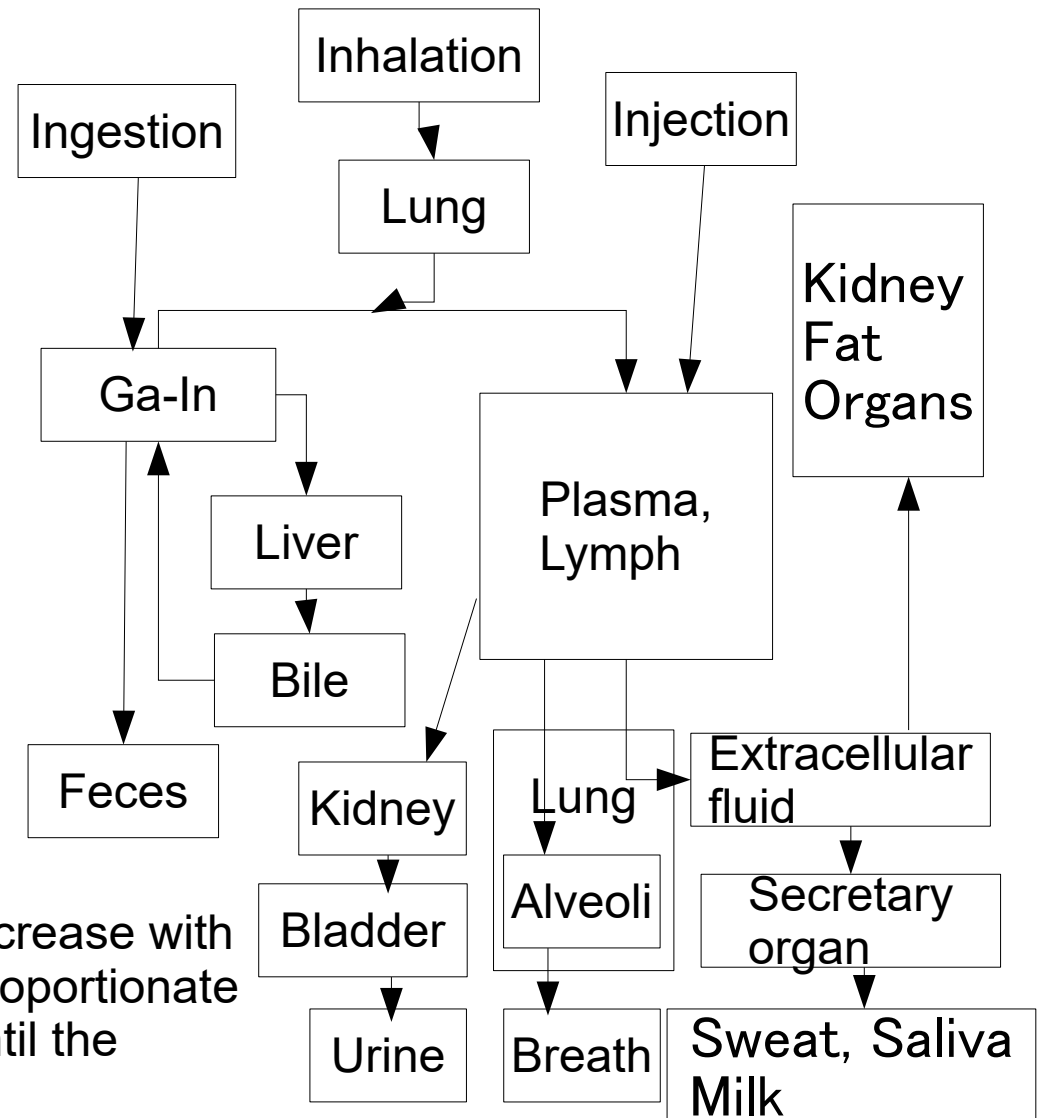 Inhalation
Ingestion
Injection
Lung
Kidney
Fat
Organs
Ga-In
Plasma,
Lymph
Liver
Bile
Feces
Kidney
Lung
Extracellular
fluid
Alveoli
Bladder
Secretary
organ
crease with
oportionate
til the
Urine
Breath
Sweat, Saliva
Milk